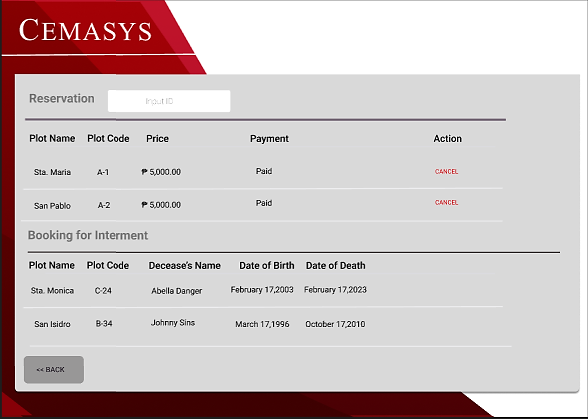 CEMASYS
Reservation Input ID
Plot Name Plot Code Price Payment Action
Sta. Maria A-1 ₱ 5,000.00 Paid CANCEL
San Pablo A-2 ₱ 5,000.00 Paid CANCEL
Booking for Interment
Plot Name Plot Code Decease's Name Date of Birth Date of Death
Sta. Monica C-24 Abella Danger February 17,2003 February 17,2023
San Isidro B-34 Johnny Sins March 17,1996 October 17,2010
<< BACK